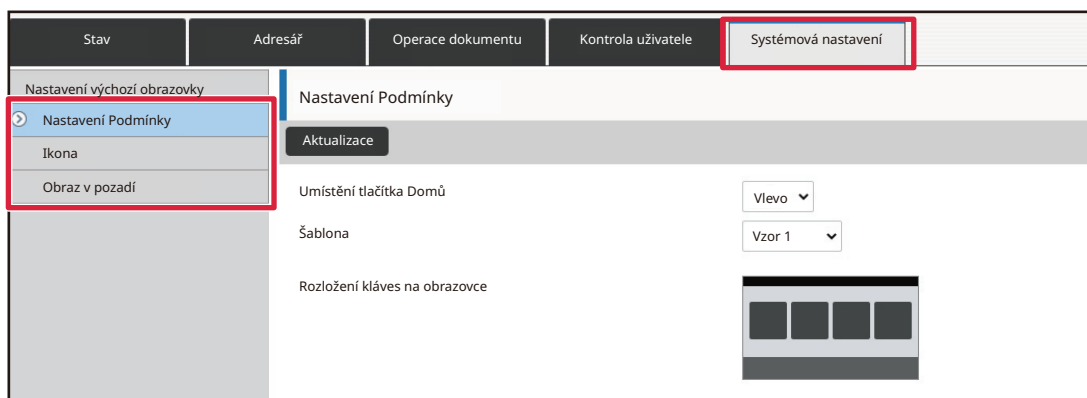 Stav
Adresář
Operace dokumentu
Kontrola uživatele
Systémová nastavení
Nastavení výchozí obrazovky
Nastavení Podmínky
Ikona
Obraz v pozadí
Nastavení Podmínky
Aktualizace
Umístění tlačítka Domů
Vlevo
Šablona
Vzor 1
Rozložení kláves na obrazovce